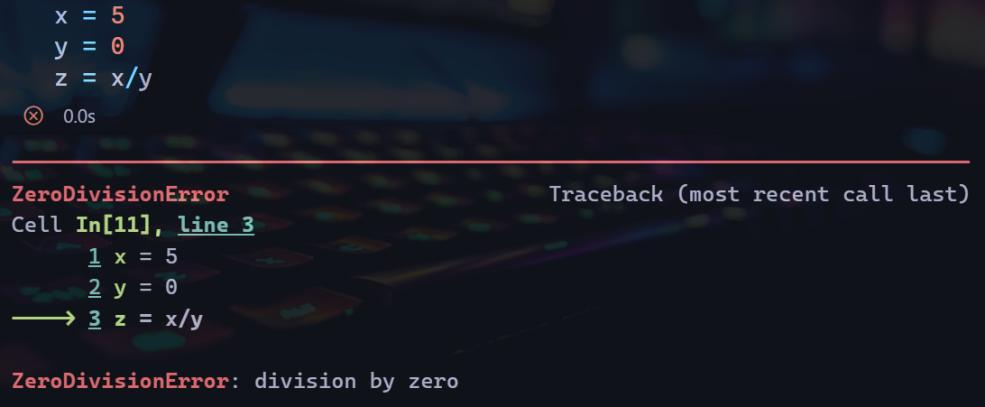 x = 5
y = 0
z = x/y
0.0s
ZeroDivisionError Traceback (most recent call last)
Cell In[11], line 3
1 x = 5
2 y = 0
----> 3 z = x/y
ZeroDivisionError: division by zero